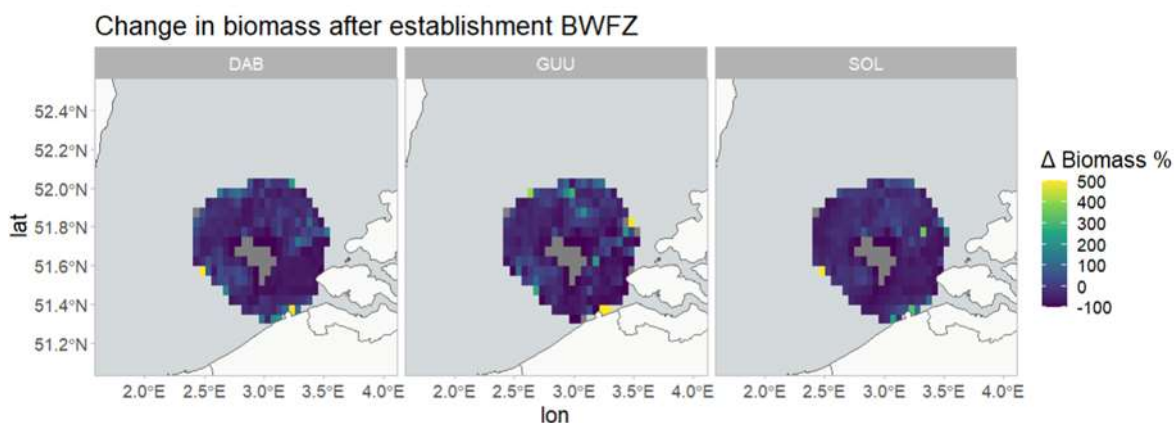 Change in biomass after establishment BWFZ
DAB GUU SOL
52.4°N
52.2°N
52.0°N
51.8°N
51.6°N
51.4°N
51.2°N
lat
Δ Biomass %
500
400
300
200
100
0
-100
2.0°E 2.5°E 3.0°E 3.5°E 4.0°E 2.0°E 2.5°E 3.0°E 3.5°E 4.0°E 2.0°E 2.5°E 3.0°E 3.5°E 4.0°E
lon